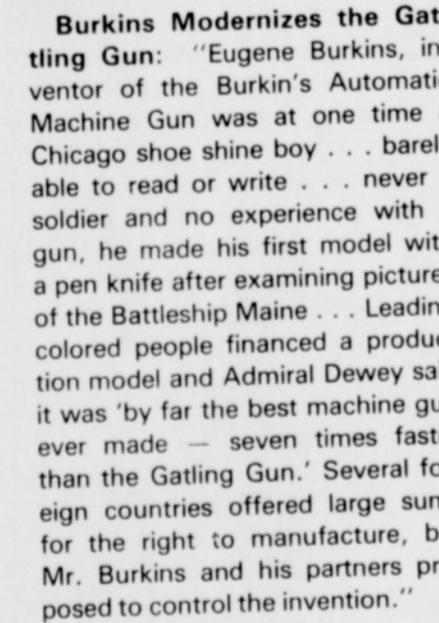 Burkins Modernizes the Gat
tling Gun: "Eugene Burkins, in
ventor of the Burkin's Automati
Machine Gun was at one time
Chicago shoe shine boy . . . barel
able to read or write . . . never
soldier and no experience with
gun, he made his first model wit
a pen knife after examining picture
of the Battleship Maine . . . Leadin
colored people financed a produc
tion model and Admiral Dewey sa
it was 'by far the best machine gu
ever made — seven times faste
than the Gatling Gun.' Several fo
eign countries offered large sum
for the right to manufacture, b
Mr. Burkins and his partners pr
posed to control the invention."